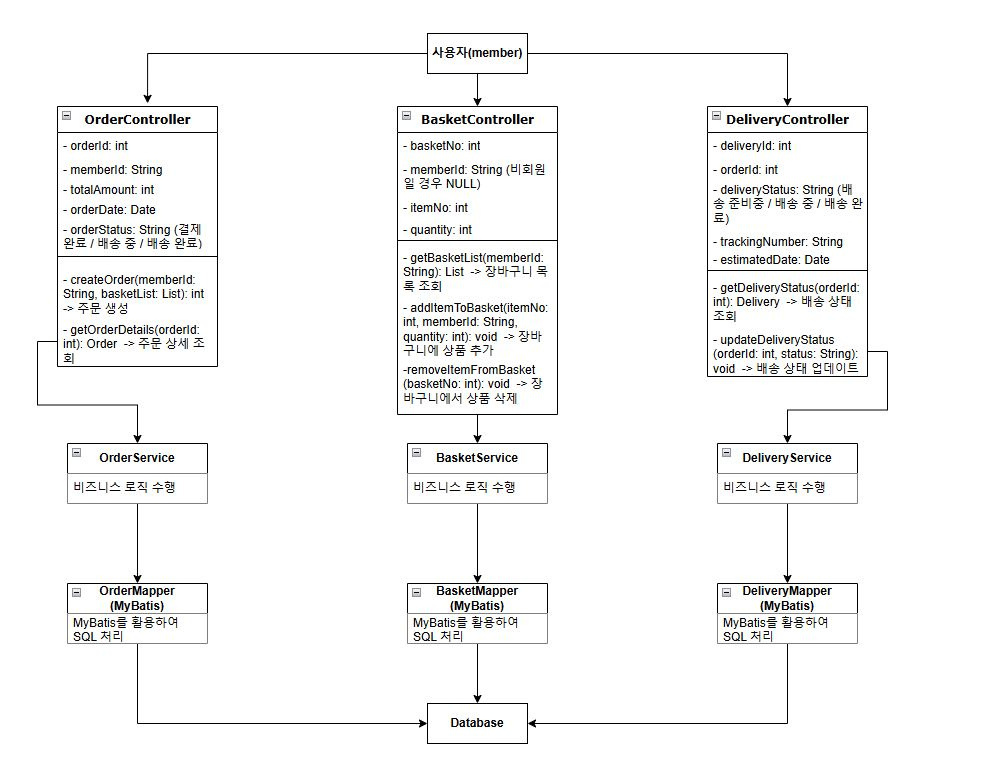 사용자(member)
OrderController
- orderId: int
- memberId: String
- totalAmount: int
- orderDate: Date
- orderStatus: String (결제
완료 / 배송 중 / 배송 완료)
- createOrder(memberId:
String, basketList: List): int
-> 주문 생성
- getOrderDetails(orderId:
int): Order -> 주문 상세 조
회
BasketController
- basketNo: int
- memberId: String (비회원
일 경우 NULL)
- itemNo: int
- quantity: int
- getBasketList(memberId:
String): List -> 장바구니 목
록 조회
- addItemToBasket(itemNo:
int, memberId: String,
quantity: int): void -> 장바
구니에 상품 추가
-removeItemFromBasket
(basketNo: int): void -> 장
바구니에서 상품 삭제
DeliveryController
- deliveryId: int
- orderId: int
- deliveryStatus: String (배
송 준비중 / 배송 중 / 배송 완
료)
- trackingNumber: String
- estimatedDate: Date
- getDeliveryStatus(orderId:
int): Delivery -> 배송 상태
조회
- updateDeliveryStatus
(orderId: int, status: String):
void -> 배송 상태 업데이트
OrderService
비즈니스 로직 수행
BasketService
비즈니스 로직 수행
DeliveryService
비즈니스 로직 수행
OrderMapper
(MyBatis)
MyBatis를 활용하여
SQL 처리
BasketMapper
(MyBatis)
MyBatis를 활용하여
SQL 처리
DeliveryMapper
(MyBatis)
MyBatis를 활용하여
SQL 처리
Database